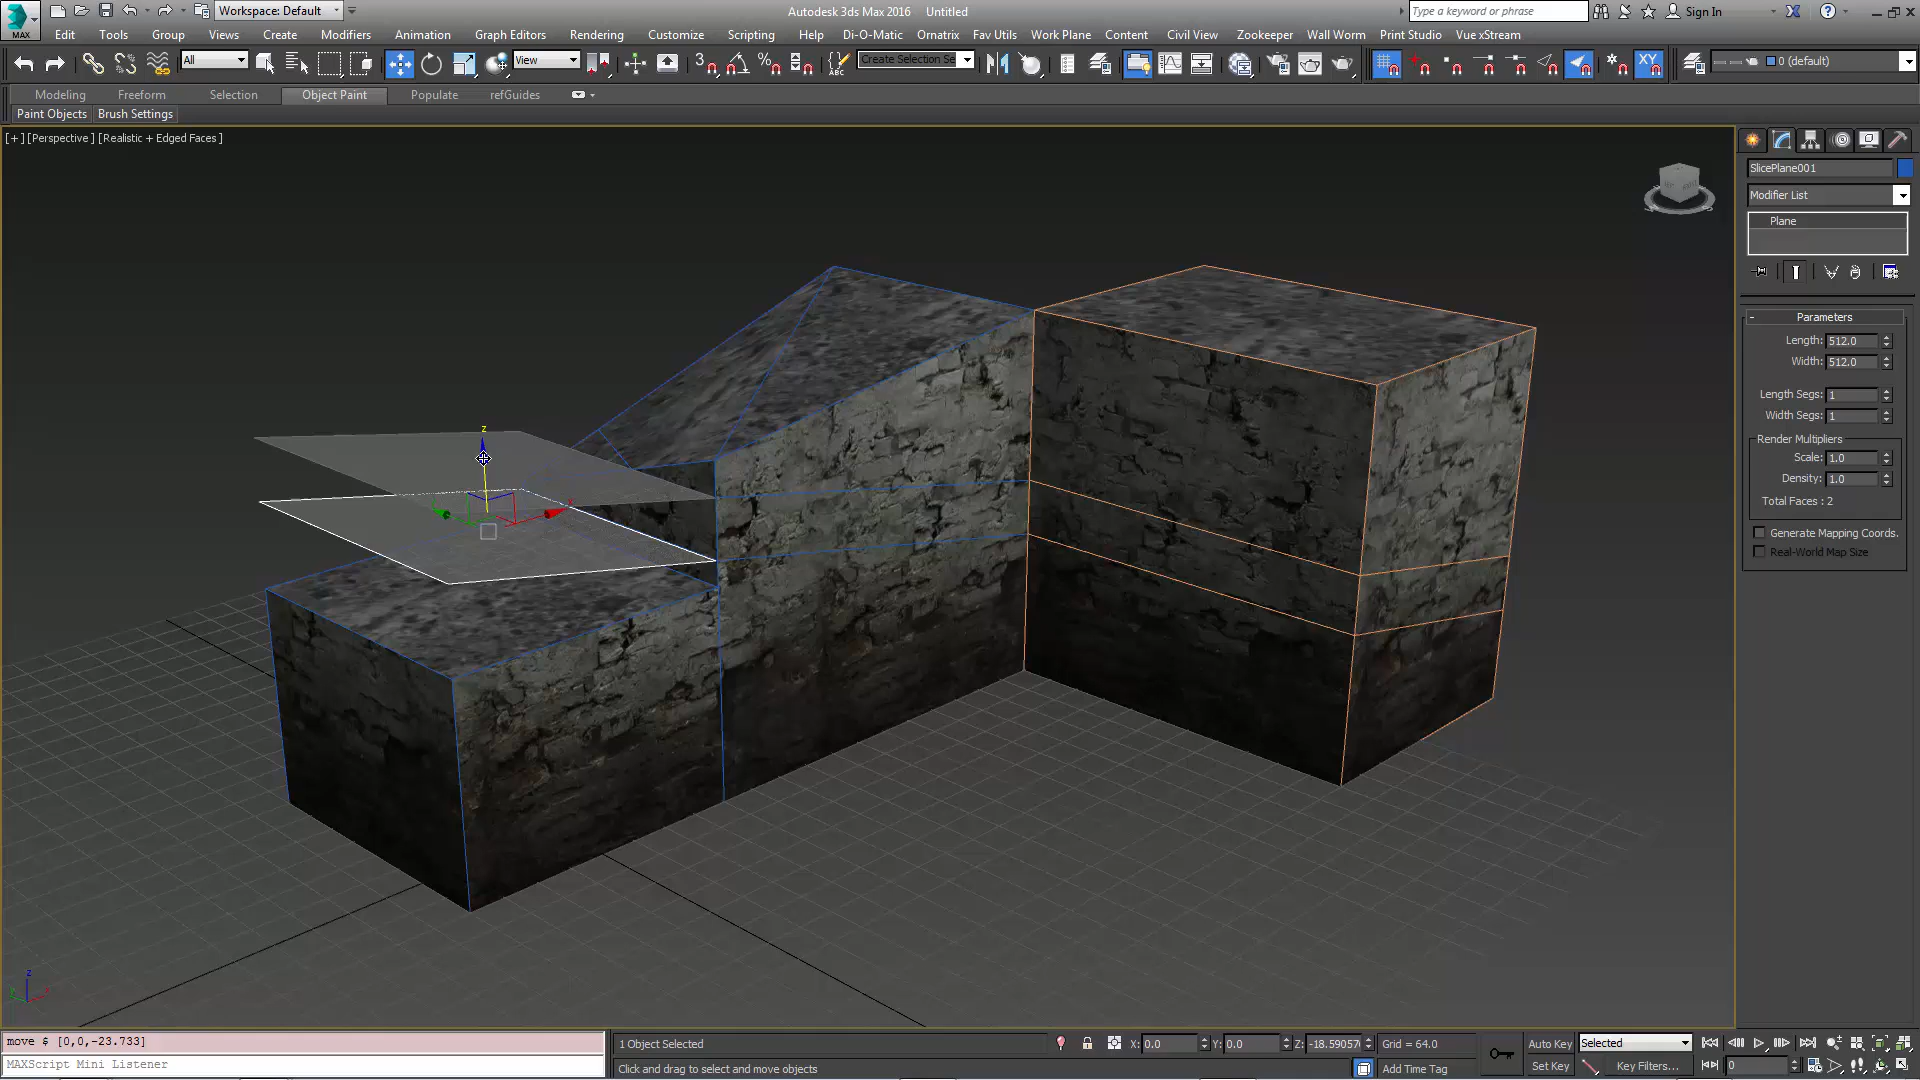 Workspace: Default
Autodesk 3ds Max 2016 Untitled
Type a keyword or phrase
Sign In
MAX
Edit Tools Group Views Create Modifiers Animation Graph Editors Rendering Customize Scripting Help Di-O-Matic Ornatrix Fav Utils Work Plane Content Civil View Zookeeper Wall Worm Print Studio Vue xStream
All
View
3
ABC
Create Selection Se
XY
0 (default)
Modeling Freeform Selection Object Paint Populate refGuides
Paint Objects Brush Settings
[+] [Perspective ] [Realistic + Edged Faces ]
SlicePlane001
Modifier List
Plane
- Parameters
Length: 512.0
Width: 512.0
Length Segs: 1
Width Segs: 1
Render Multipliers
Scale: 1.0
Density: 1.0
Total Faces : 2
Generate Mapping Coords.
Real-World Map Size
z
x
z
move $ [0,0,-23.733]
MAXScript Mini Listener
1 Object Selected
X: 0.0 Y: 0.0 Z: -18.59057
Grid = 64.0
Auto Key
Selected
Click and drag to select and move objects
Add Time Tag
Set Key
Key Filters...
0